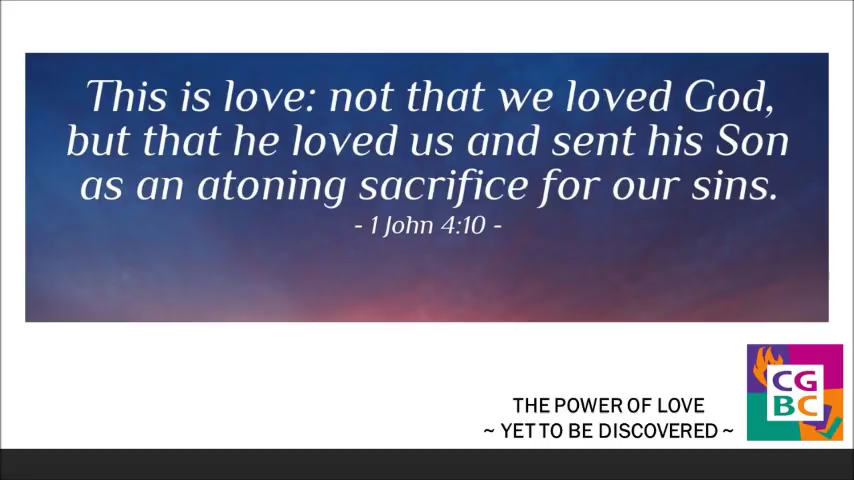 This is love: not that we loved God,
but that he loved us and sent his Son
as an atoning sacrifice for our sins.
- 1 John 4:10 -
THE POWER OF LOVE
~ YET TO BE DISCOVERED ~
CG
BC